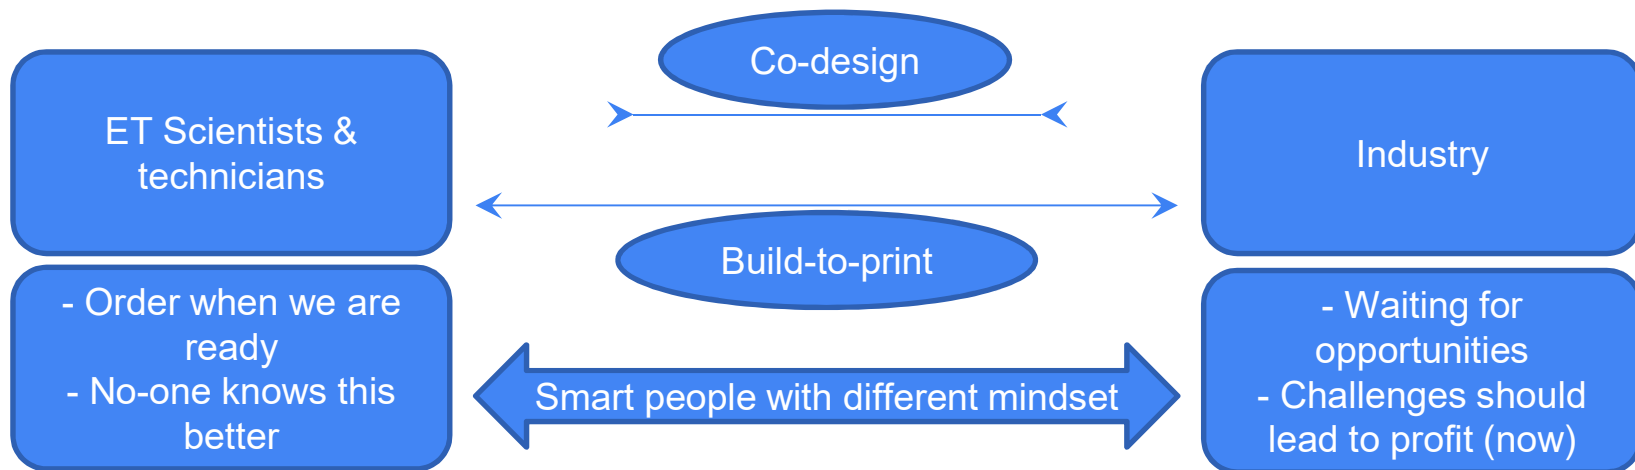 Co-design
ET Scientists &
technicians
Industry
Build-to-print
- Order when we are
ready
- No-one knows this
better
Smart people with different mindset
- Waiting for
opportunities
- Challenges should
lead to profit (now)